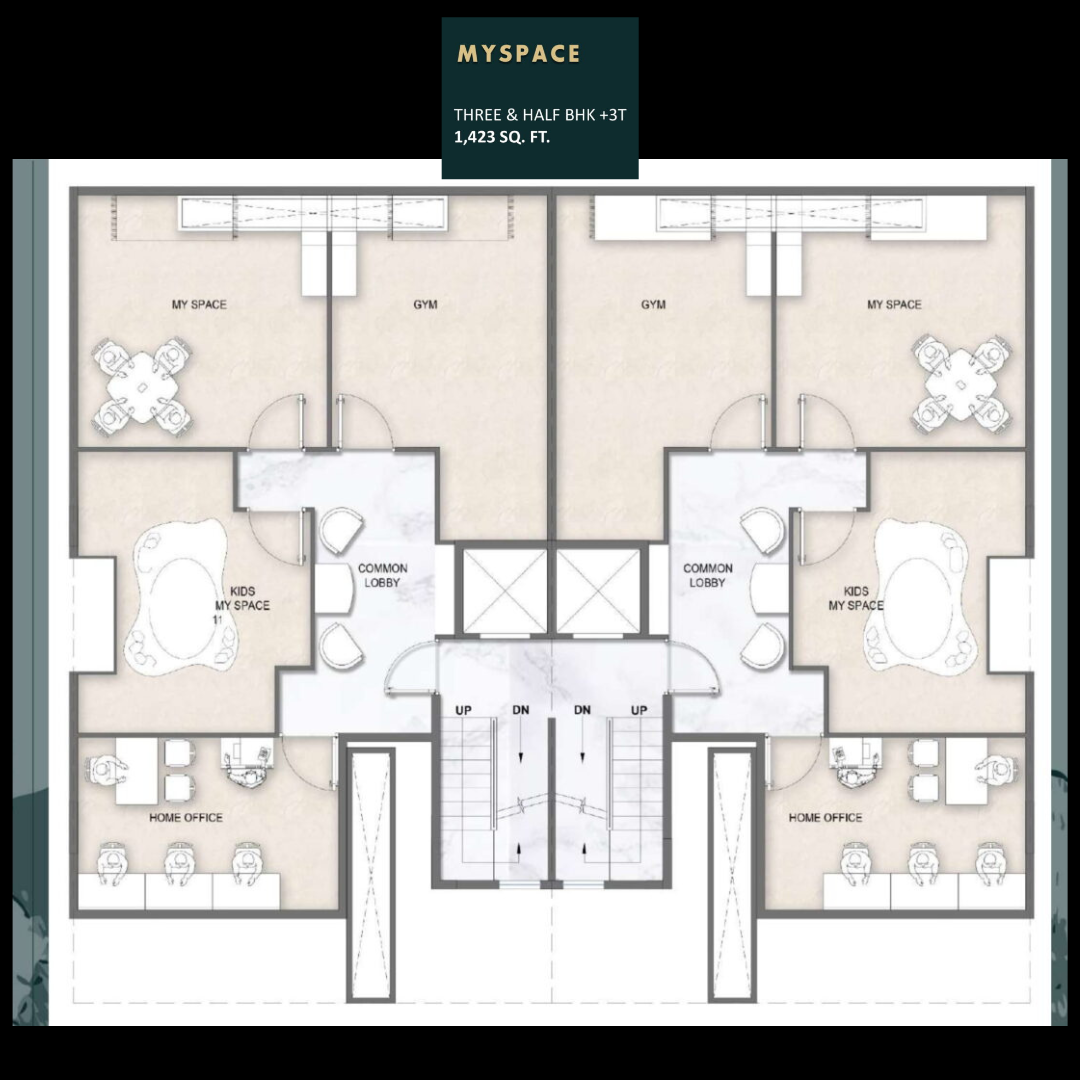 MYSPACE
THREE & HALF BHK +3T
1,423 SQ. FT.
MY SPACE
GYM
GYM
MY SPACE
COMMON
LOBBY
COMMON
LOBBY
KIDS
MY SPACE
11
KIDS
MY SPACE
UP
DN
DN
UP
HOME OFFICE
HOME OFFICE